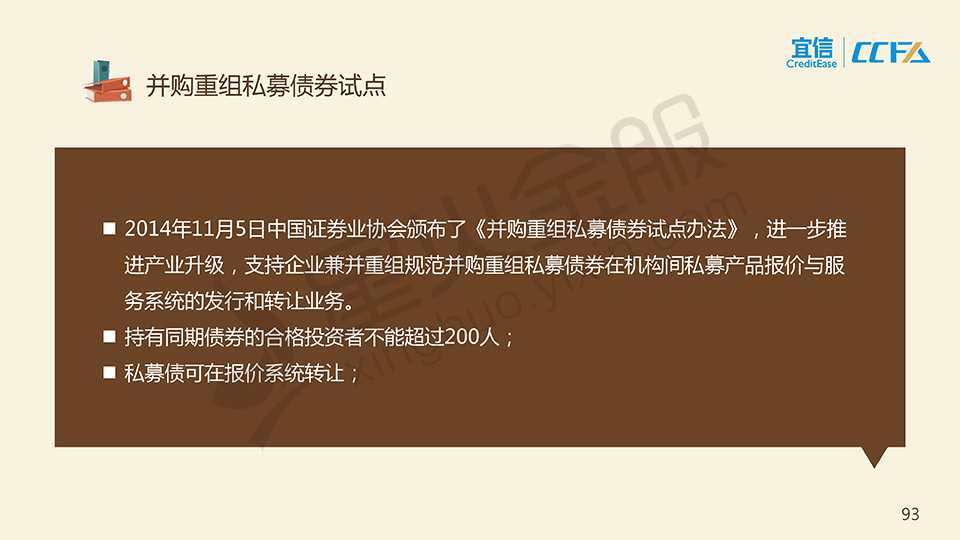 宜信
CreditEase
CCFA
并购重组私募债券试点
■ 2014年11月5日中国证券业协会颁布了《并购重组私募债券试点办法》，进一步推
进产业升级，支持企业兼并重组规范并购重组私募债券在机构间私募产品报价与服
务系统的发行和转让业务。
■ 持有同期债券的合格投资者不能超过200人；
■ 私募债可在报价系统转让；
星火金服
xinghuo.yixin.com
93